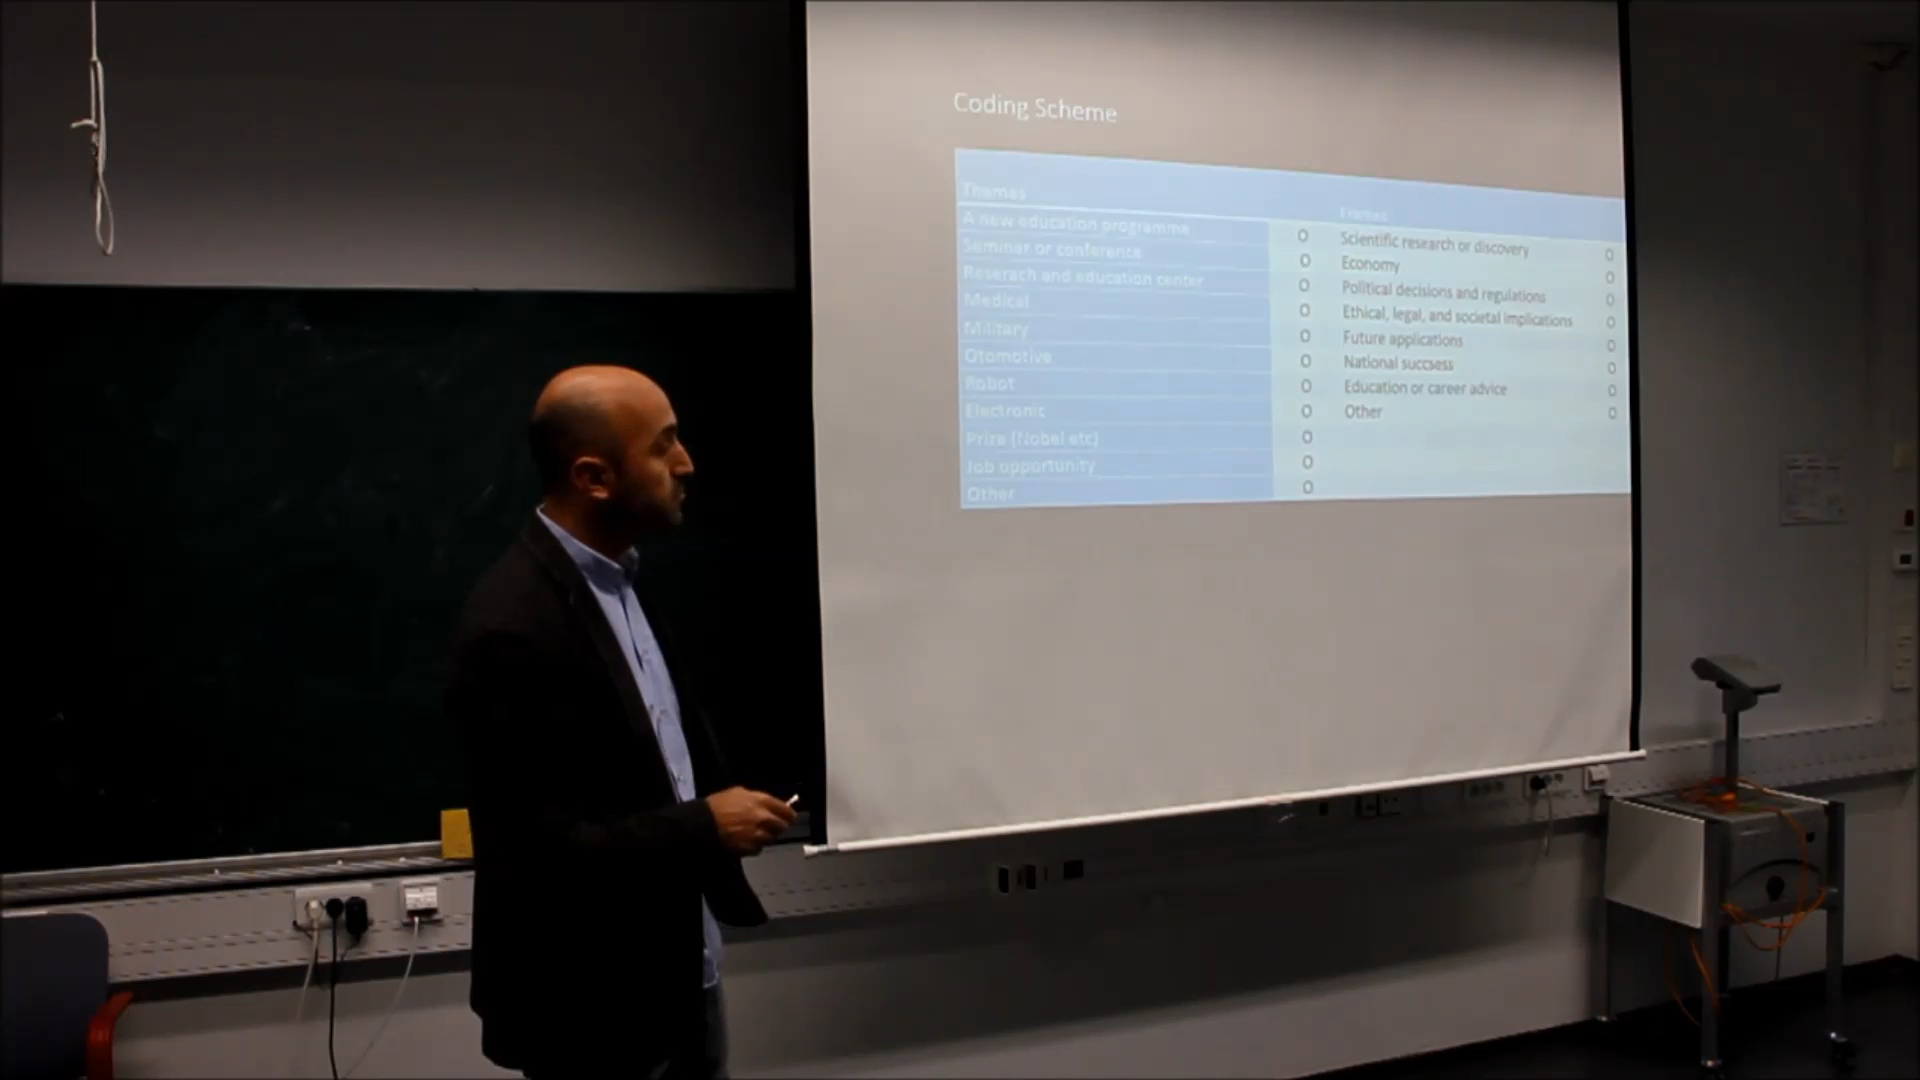 Coding Scheme
Themes
Frames
A new education programme O Scientific research or discovery O
Seminar or conference O Economy O
Reserach and education center O Political decisions and regulations O
Medical O Ethical, legal, and societal implications O
Military O Future applications O
Otomotive O National succsess O
Robot O Education or career advice O
Electronic O Other O
Prize (Nobel etc) O
Job opportunity O
Other O